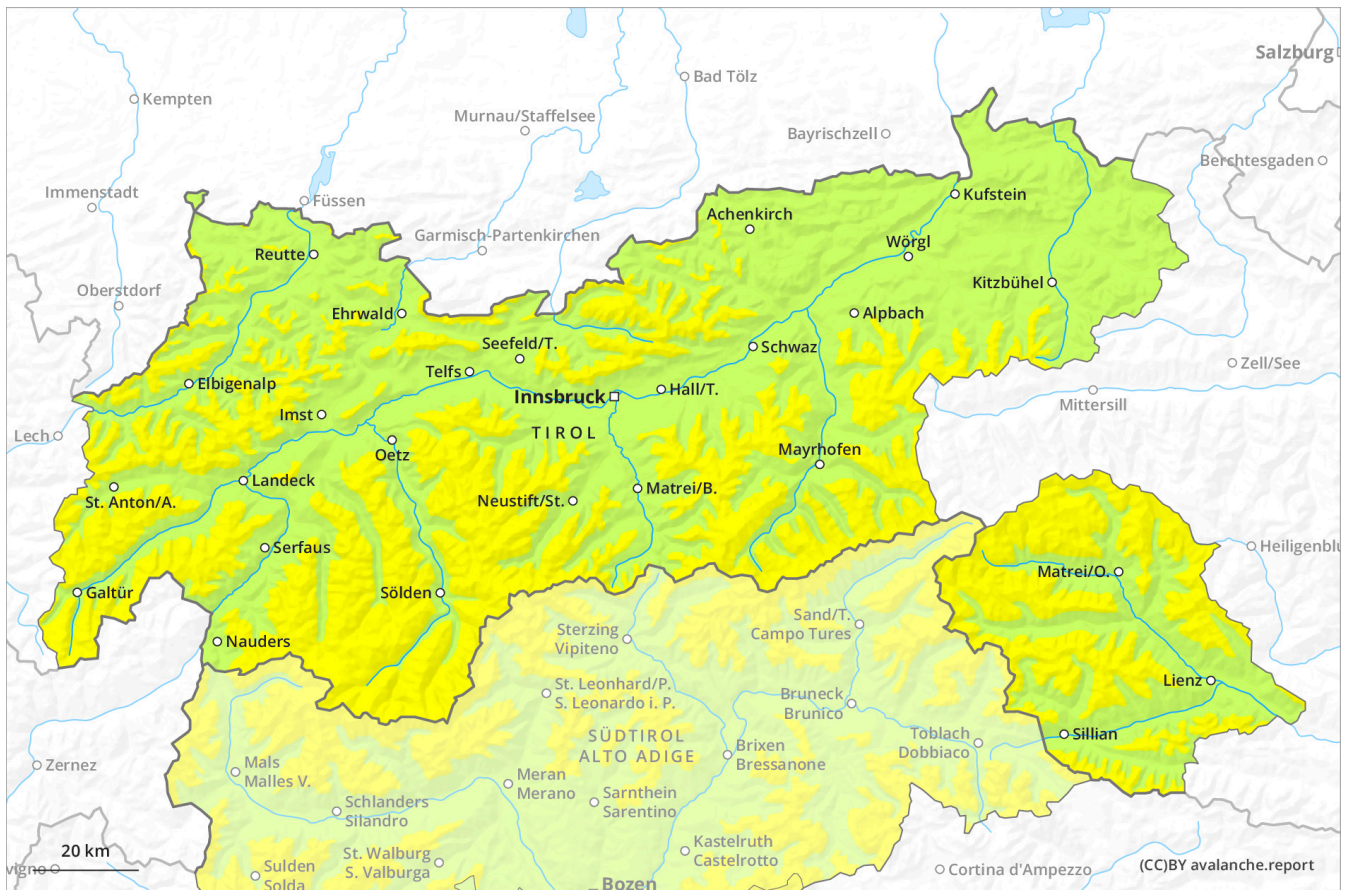 Salzburg
Bad Tölz
Kempten
Murnau/Staffelsee
Bayrischzell
Berchtesgaden
Immenstadt
Füssen
Kufstein
Achenkirch
Garmisch-Partenkirchen
Wörgl
Reutte
Kitzbühel
Oberstdorf
Ehrwald
Alpbach
Seefeld/T.
Schwaz
Zell/See
Telfs
Elbigenalp
Hall/T.
Innsbruck
Mittersill
Imst
TIROL
Lech
Oetz
Mayrhofen
Landeck
Matrei/B.
St. Anton/A.
Neustift/St.
Serfaus
Heiligenblu
Matrei/O.
Galtür
Sölden
Sand/T.
Campo Tures
Sterzing
Vipiteno
Nauders
Lienz
St. Leonhard/P.
S. Leonardo i. P.
Bruneck
Brunico
SÜDTIROL
ALTO ADIGE
Toblach
Dobbiaco
Sillian
Brixen
Bressanone
Zernez
Mals
Malles V.
Meran
Merano
Sarnthein
Sarentino
Schlanders
Silandro
Kastelruth
Castelrotto
20 km
St. Walburg
S. Valburga
vigno
Sulden
Solda
Cortina d'Ampezzo
(CC)BY avalanche.report
Bozen